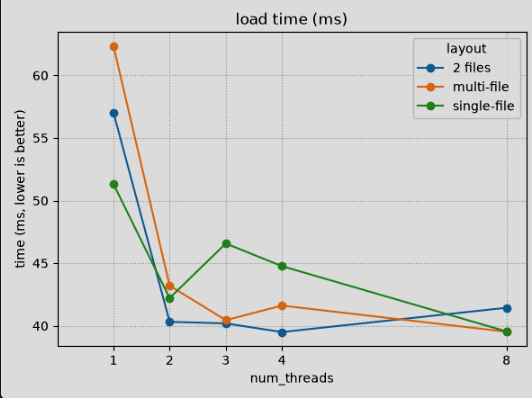 load time (ms)
layout
2 files
multi-file
single-file
time (ms, lower is better)
60
55
50
45
40
1 2 3 4 8
num_threads